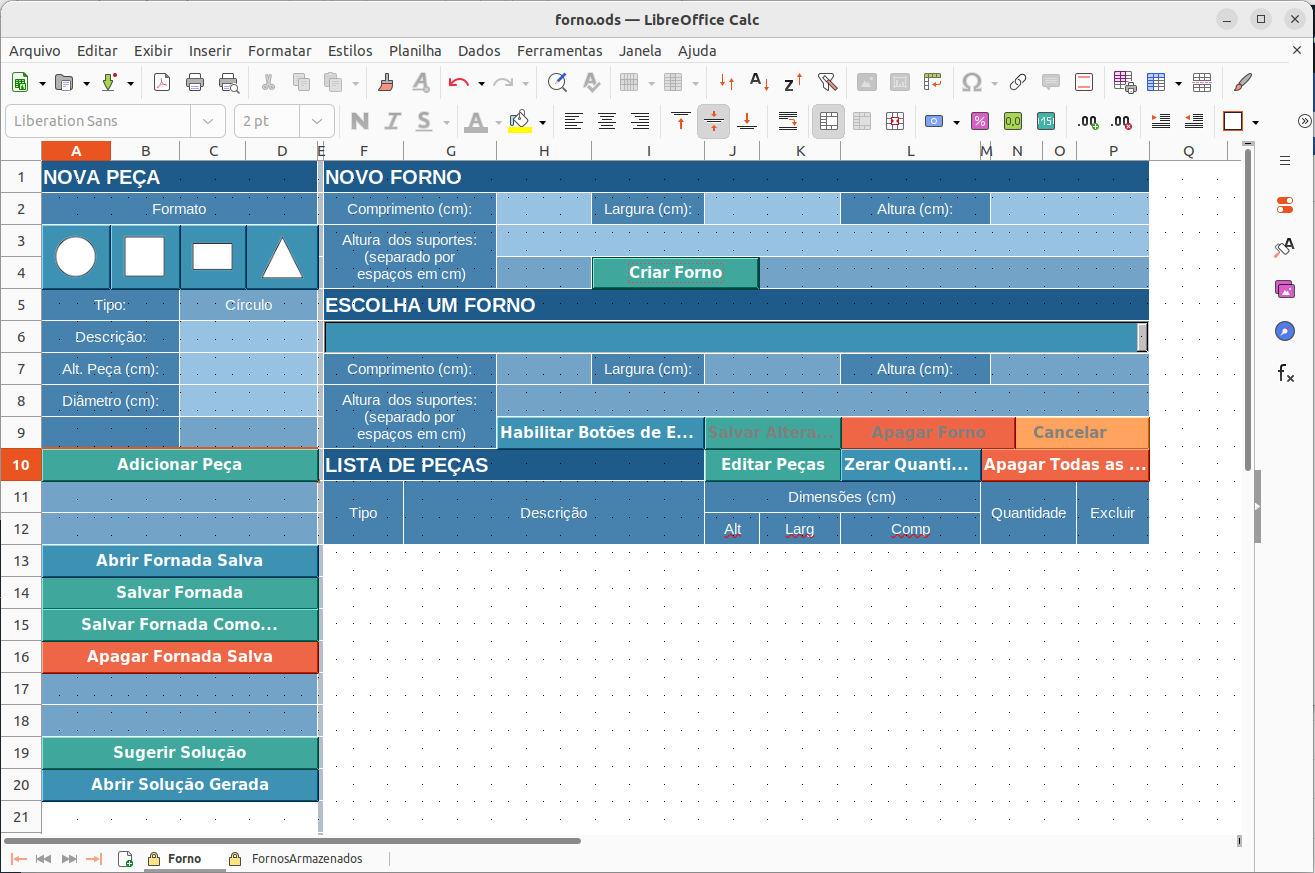 forno.ods — LibreOffice Calc
Arquivo Editar Exibir Inserir Formatar Estilos Planilha Dados Ferramentas Janela Ajuda
Liberation Sans 2 pt
A B C D E F G H I J K L M N O P Q
1 NOVA PEÇA NOVO FORNO
2 Formato Comprimento (cm): Largura (cm): Altura (cm):
3 Altura dos suportes:
(separado por
4 espaços em cm) Criar Forno
5 Tipo: Círculo ESCOLHA UM FORNO
6 Descrição:
7 Alt. Peça (cm): Comprimento (cm): Largura (cm): Altura (cm):
8 Diâmetro (cm): Altura dos suportes:
(separado por
9 espaços em cm) Habilitar Botões de E... Salvar Altera... Apagar Forno Cancelar
10 Adicionar Peça LISTA DE PEÇAS Editar Peças Zerar Quanti... Apagar Todas as ...
11 Dimensões (cm)
Tipo Descrição Quantidade Excluir
12 Alt Larg Comp
13 Abrir Fornada Salva
14 Salvar Fornada
15 Salvar Fornada Como...
16 Apagar Fornada Salva
17
18
19 Sugerir Solução
20 Abrir Solução Gerada
21
Forno FornosArmazenados